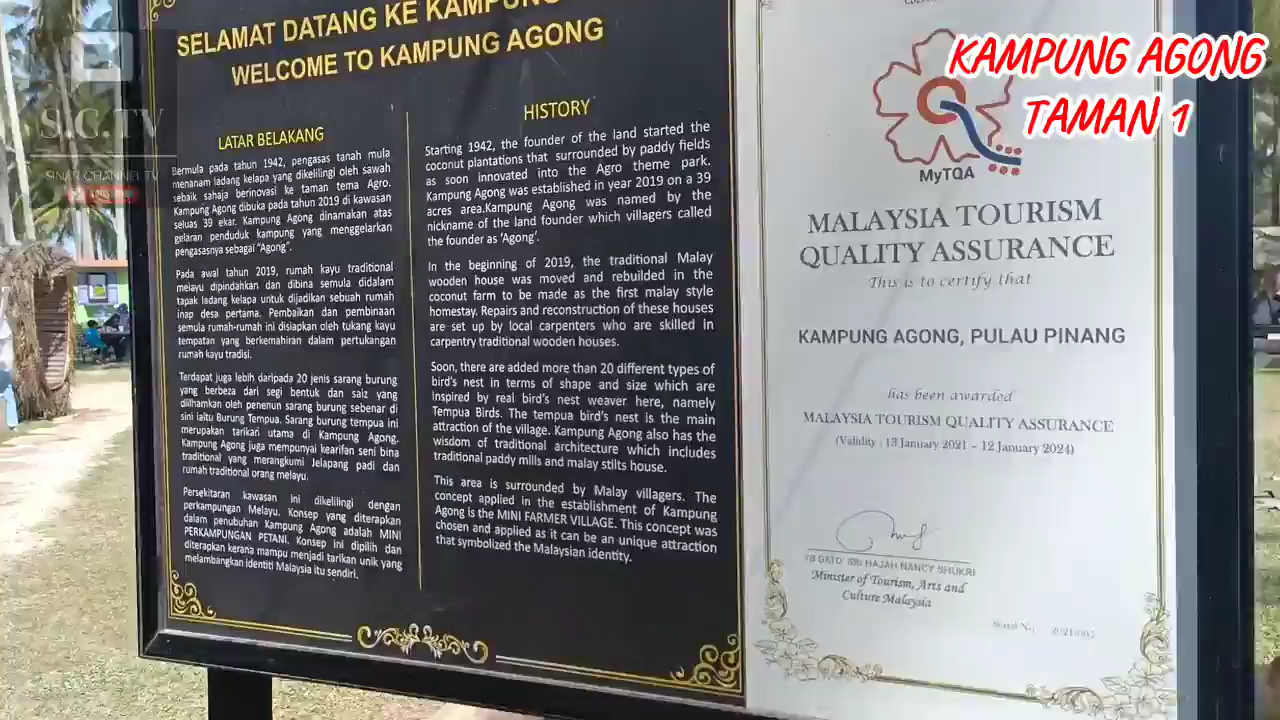 SELAMAT DATANG KE KAMPUNG
WELCOME TO KAMPUNG AGONG
LATAR BELAKANG
Bermula pada tahun 1942, pengasas tanah mula
menanam ladang kelapa yang dikelilingi oleh sawah
sebaik sahaja berinovasi ke taman tema Agro.
Kampung Agong dibuka pada tahun 2019 di kawasan
seluas 39 ekar. Kampung Agong dinamakan atas
gelaran penduduk kampung yang menggelarkan
pengasasnya sebagai "Agong".
Pada awal tahun 2019, rumah kayu traditional
melayu dipindahkan dan dibina semula didalam
tapak ladang kelapa untuk dijadikan sebuah rumah
inap desa pertama. Pembaikan dan pembinaan
semula rumah-rumah ini disiapkan oleh tukang kayu
tempatan yang berkemahiran dalam pertukangan
rumah kayu tradisi.
Terdapat juga lebih daripada 20 jenis sarang burung
yang berbeza dari segi bentuk dan saiz yang
diilhamkan oleh penenun sarang burung sebenar di
sini iaitu burung Tempua. Sarang burung tempua ini
merupakan tarikan utama di Kampung Agong.
Kampung Agong juga mempunyai kearifan seni bina
traditional yang merangkumi Jelapang padi dan
rumah traditional orang melayu.
Persekitaran kawasan ini dikelilingi dengan
perkampungan Melayu. Konsep yang diterapkan
dalam penubuhan Kampung Agong adalah MINI
PERKAMPUNGAN PETANI. Konsep ini dipilih dan
diterapkan kerana mampu menjadi tarikan unik yang
melambangkan identiti Malaysia itu sendiri.
HISTORY
Starting 1942, the founder of the land started the
coconut plantations that surrounded by paddy fields
as soon innovated into the Agro theme park.
Kampung Agong was established in year 2019 on a 39
acres area.Kampung Agong was named by the
nickname of the land founder which villagers called
the founder as 'Agong'.
In the beginning of 2019, the traditional Malay
wooden house was moved and rebuilded in the
coconut farm to be made as the first malay style
homestay. Repairs and reconstruction of these houses
are set up by local carpenters who are skilled in
carpentry traditional wooden houses.
Soon, there are added more than 20 different types of
bird's nest in terms of shape and size which are
inspired by real bird's nest weaver here, namely
Tempua Birds. The tempua bird's nest is the main
attraction of the village. Kampung Agong also has the
wisdom of traditional architecture which includes
traditional paddy mills and malay stilts house.
This area is surrounded by Malay villagers. The
concept applied in the establishment of Kampung
Agong is the MINI FARMER VILLAGE. This concept was
chosen and applied as it can be an unique attraction
that symbolized the Malaysian identity.
MyTQA
MALAYSIA TOURISM
QUALITY ASSURANCE
This is to certify that
KAMPUNG AGONG, PULAU PINANG
has been awarded
MALAYSIA TOURISM QUALITY ASSURANCE
(Validity : 13 January 2021 - 12 January 2024)
YB DATO' SRI HAJAH NANCY SHUKRI
Minister of Tourism, Arts and
Culture Malaysia
Serial No.
KAMPUNG AGONG
TAMAN 1
S.C.TV
SINAR CHANNEL TV